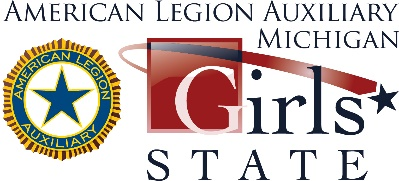 AMERICAN LEGION AUXILIARY
MICHIGAN
AMERICAN LEGION
AUXILIARY
Girls
STATE